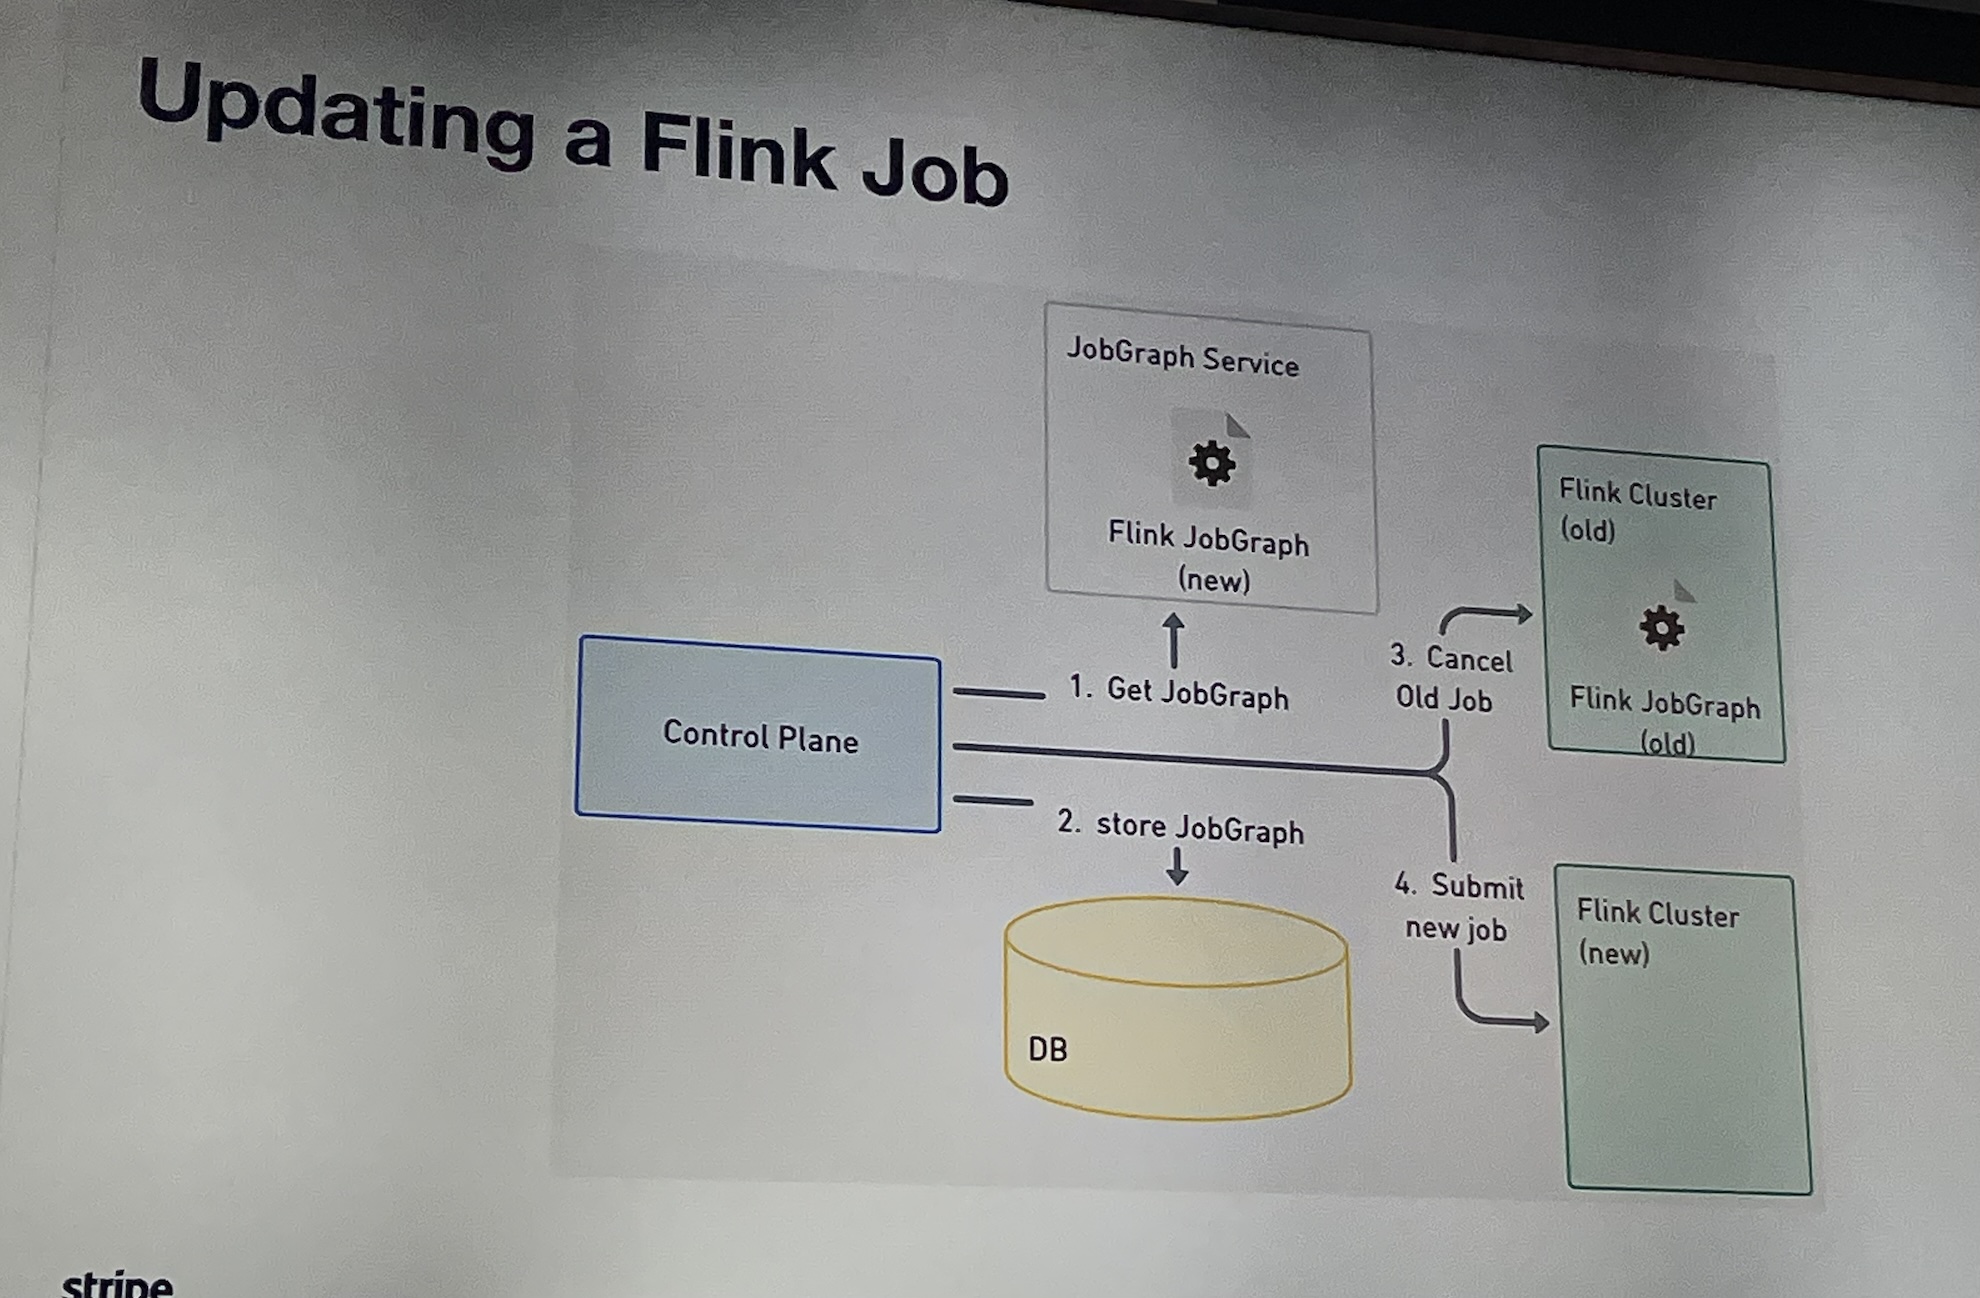 Updating a Flink Job
JobGraph Service
Flink JobGraph
(new)
Flink Cluster
(old)
Flink JobGraph
(old)
Control Plane
1. Get JobGraph
2. store JobGraph
3. Cancel
Old Job
4. Submit
new job
DB
Flink Cluster
(new)
stripe